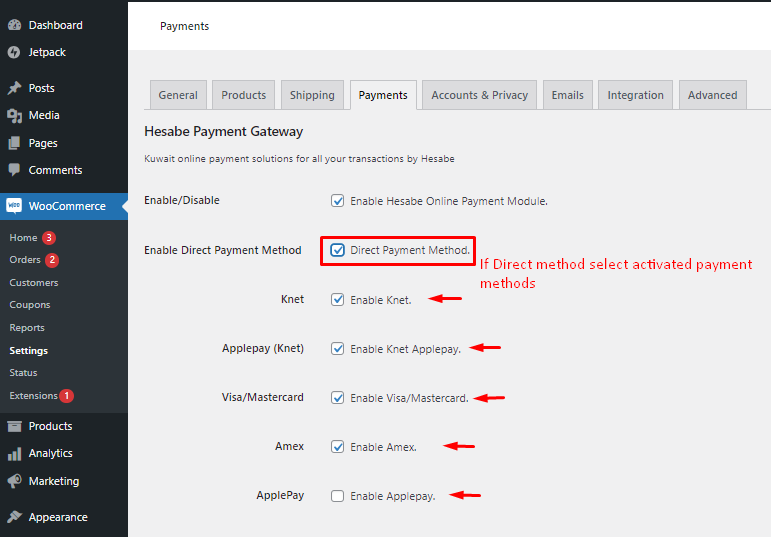 Dashboard
Jetpack
Posts
Media
Pages
Comments
Woo WooCommerce
Home 3
Orders 2
Customers
Coupons
Reports
Settings
Status
Extensions 1
Products
Analytics
Marketing
Appearance
Payments
General Products Shipping Payments Accounts & Privacy Emails Integration Advanced
Hesabe Payment Gateway
Kuwait online payment solutions for all your transactions by Hesabe
Enable/Disable Enable Hesabe Online Payment Module.
Enable Direct Payment Method Direct Payment Method.
If Direct method select activated payment
methods
Knet Enable Knet.
Applepay (Knet) Enable Knet Applepay.
Visa/Mastercard Enable Visa/Mastercard.
Amex Enable Amex.
ApplePay Enable Applepay.